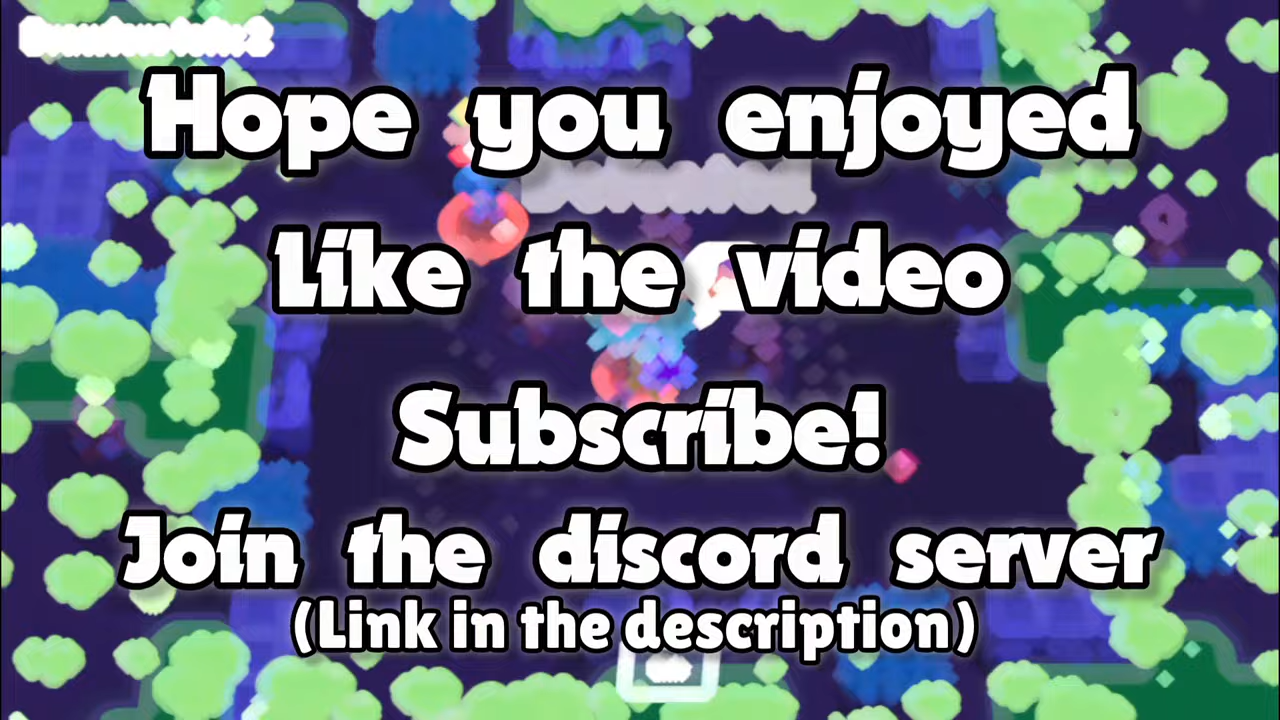 Hope you enjoyed
Like the video
Subscribe!
Join the discord server
(Link in the description)